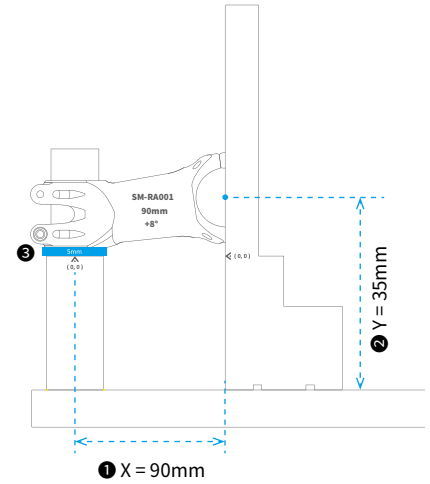 SM-RA001
90mm
+8°
❸ 5mm
(0,0)
(0,0)
❷ Y = 35mm
❶ X = 90mm